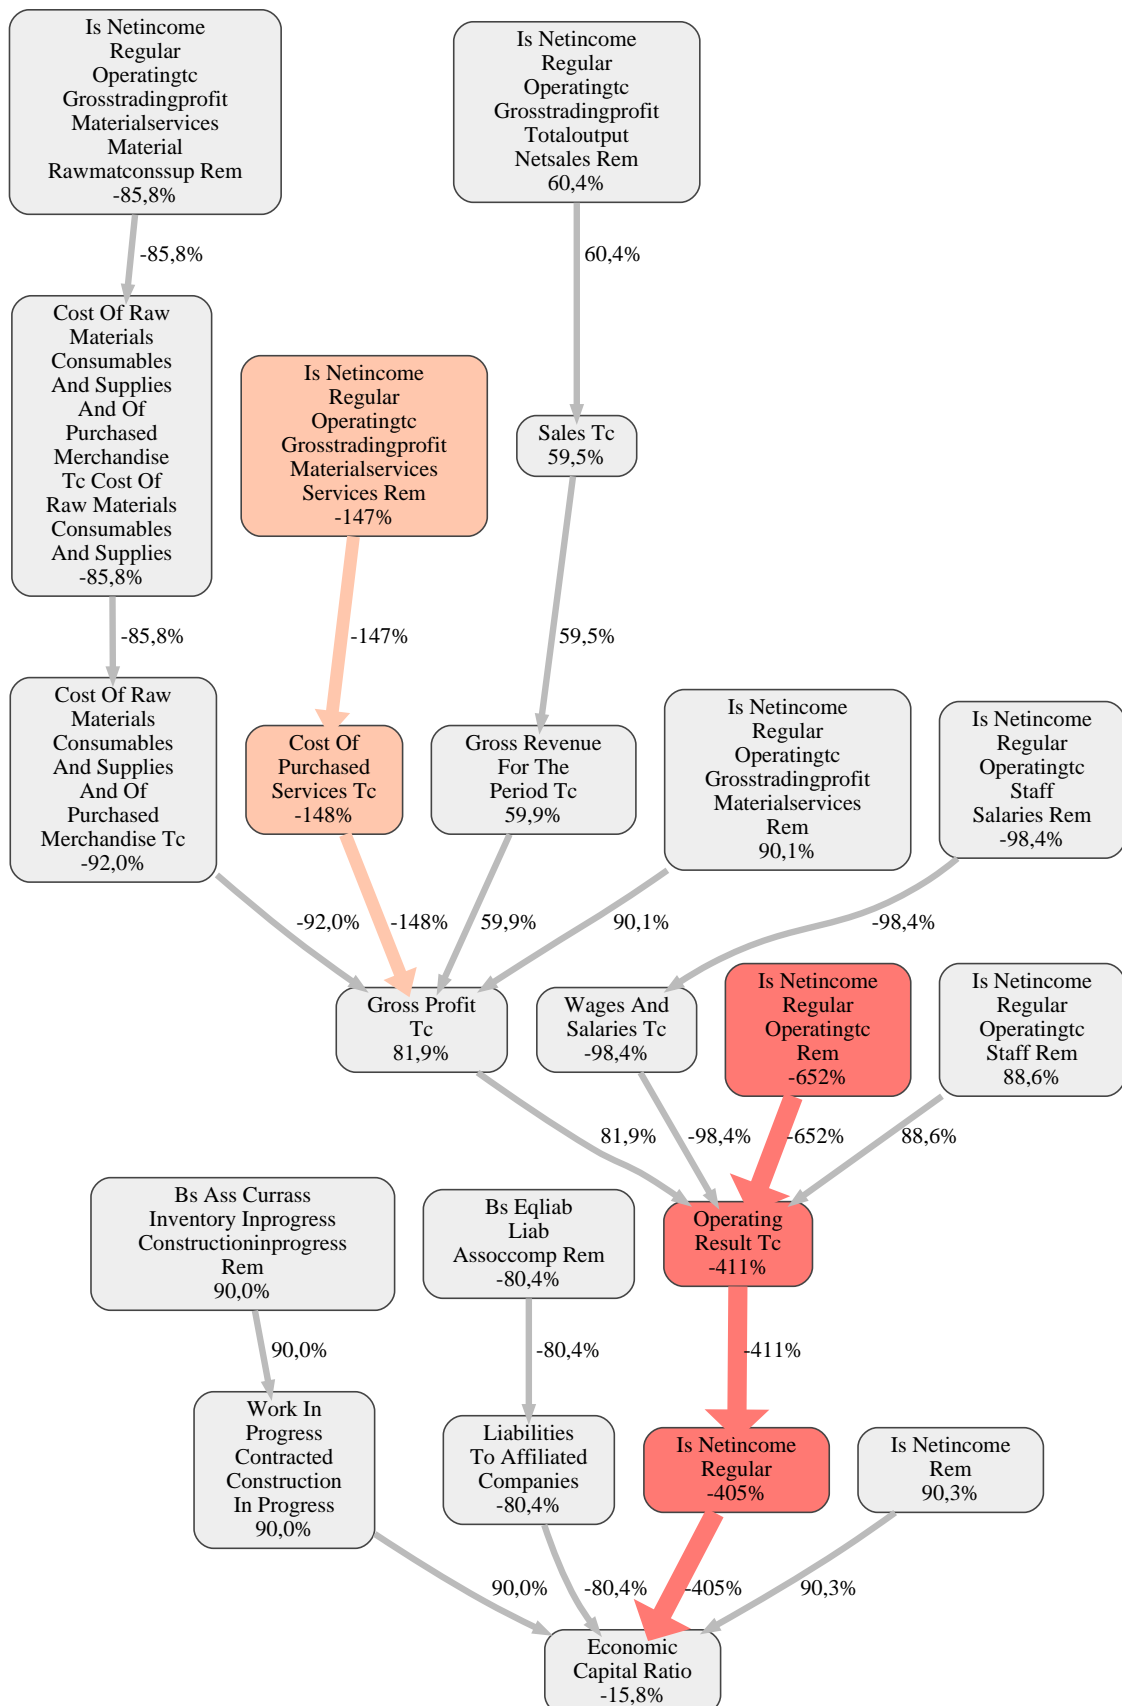 Is Netincome
Regular
Operatingtc
Grosstradingprofit
Materialservices
Material
Rawmatconssup Rem
-85,8%
Is Netincome
Regular
Operatingtc
Grosstradingprofit
Totaloutput
Netsales Rem
60,4%
-85,8%
60,4%
Cost Of Raw
Materials
Consumables
And Supplies
And Of
Purchased
Merchandise
Tc Cost Of
Raw Materials
Consumables
And Supplies
-85,8%
Is Netincome
Regular
Operatingtc
Grosstradingprofit
Materialservices
Services Rem
-147%
Sales Tc
59,5%
-85,8%
-147%
59,5%
Cost Of Raw
Materials
Consumables
And Supplies
And Of
Purchased
Merchandise Tc
-92,0%
Cost Of
Purchased
Services Tc
-148%
Gross Revenue
For The
Period Tc
59,9%
Is Netincome
Regular
Operatingtc
Grosstradingprofit
Materialservices
Rem
90,1%
Is Netincome
Regular
Operatingtc
Staff
Salaries Rem
-98,4%
-92,0%
-148%
59,9%
90,1%
-98,4%
Gross Profit
Tc
81,9%
Wages And
Salaries Tc
-98,4%
Is Netincome
Regular
Operatingtc
Rem
-652%
Is Netincome
Regular
Operatingtc
Staff Rem
88,6%
81,9%
-98,4%
-652%
88,6%
Bs Ass Currass
Inventory Inprogress
Constructioninprogress
Rem
90,0%
Bs Eqliab
Liab
Assoccomp Rem
-80,4%
Operating
Result Tc
-411%
90,0%
-80,4%
-411%
Work In
Progress
Contracted
Construction
In Progress
90,0%
Liabilities
To Affiliated
Companies
-80,4%
Is Netincome
Regular
-405%
Is Netincome
Rem
90,3%
90,0%
-80,4%
-405%
90,3%
Economic
Capital Ratio
-15,8%